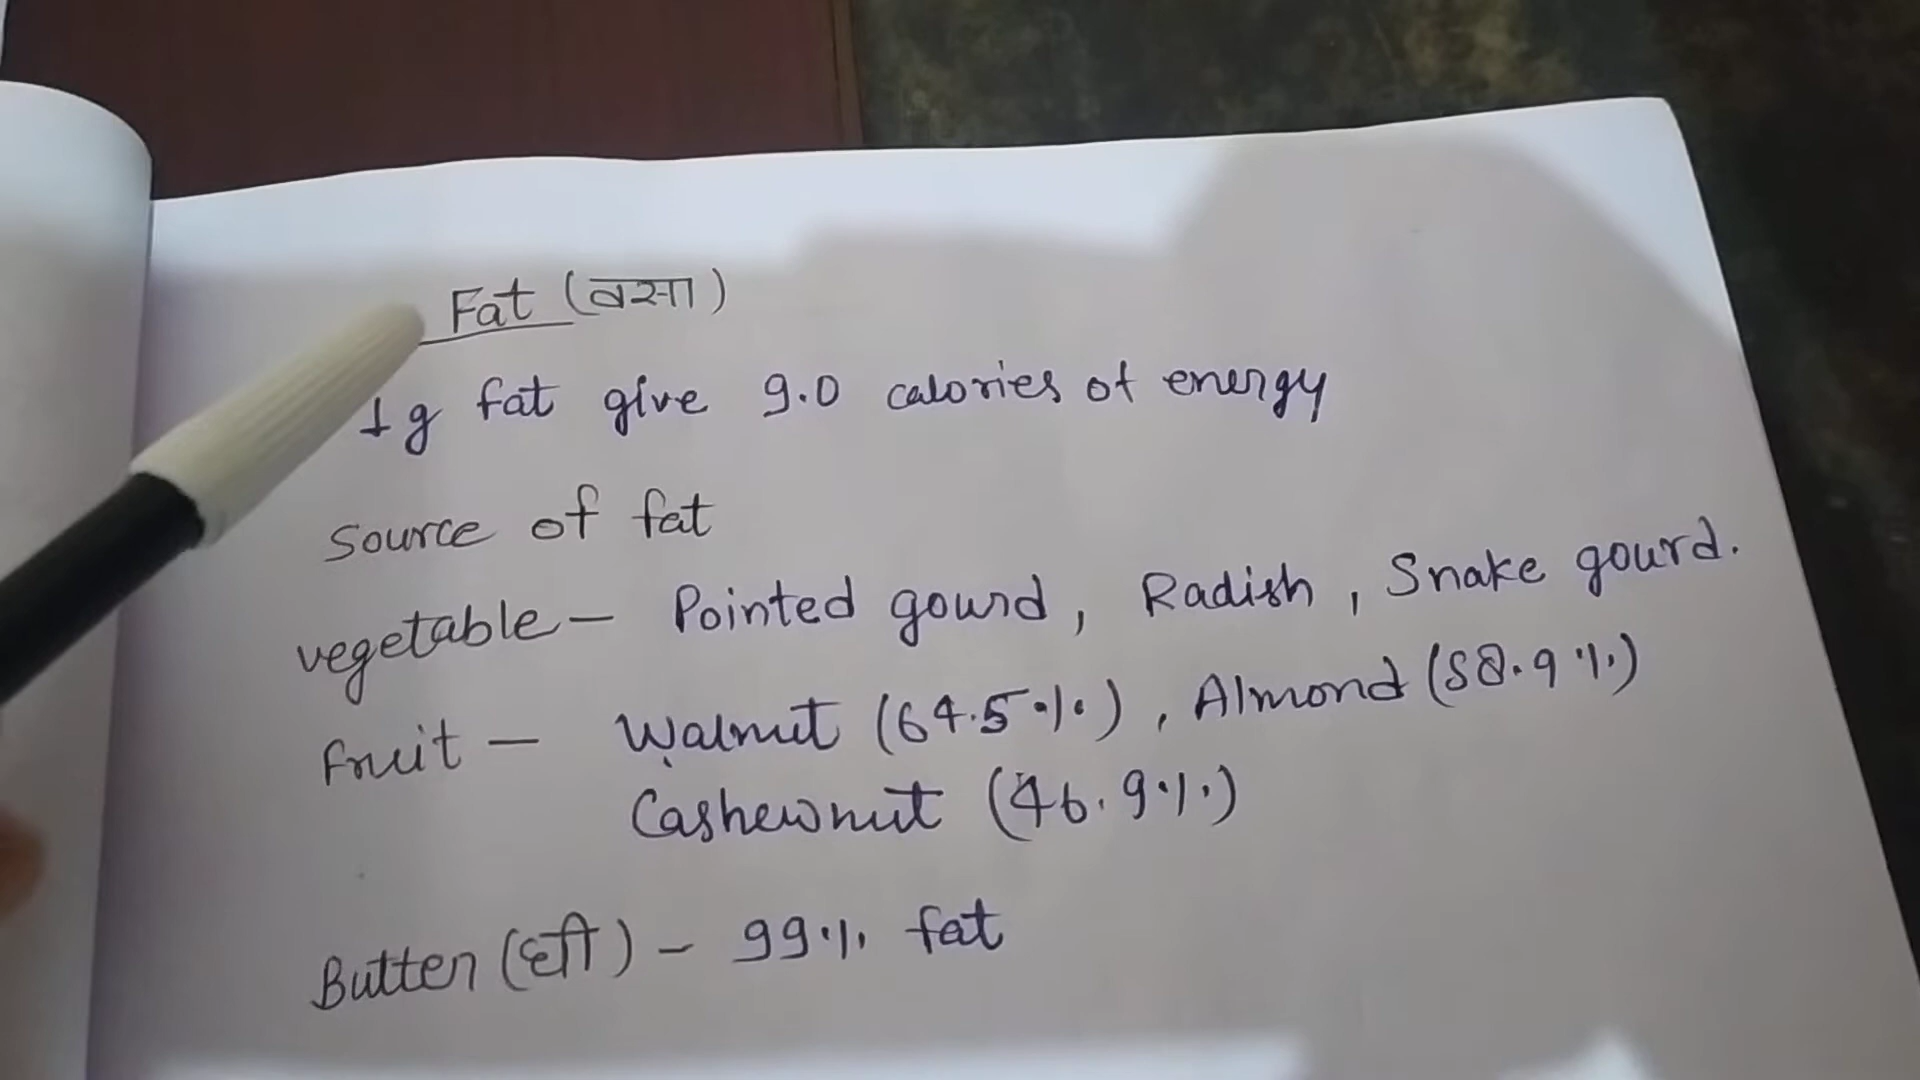 Fat (वसा)
1g fat give 9.0 calories of energy
Source of fat
vegetable – Pointed gourd, Radish, Snake gourd.
fruit – Walnut (64.5%), Almond (58.9%)
Cashewnut (46.9%)
Butter (घी) – 99% fat